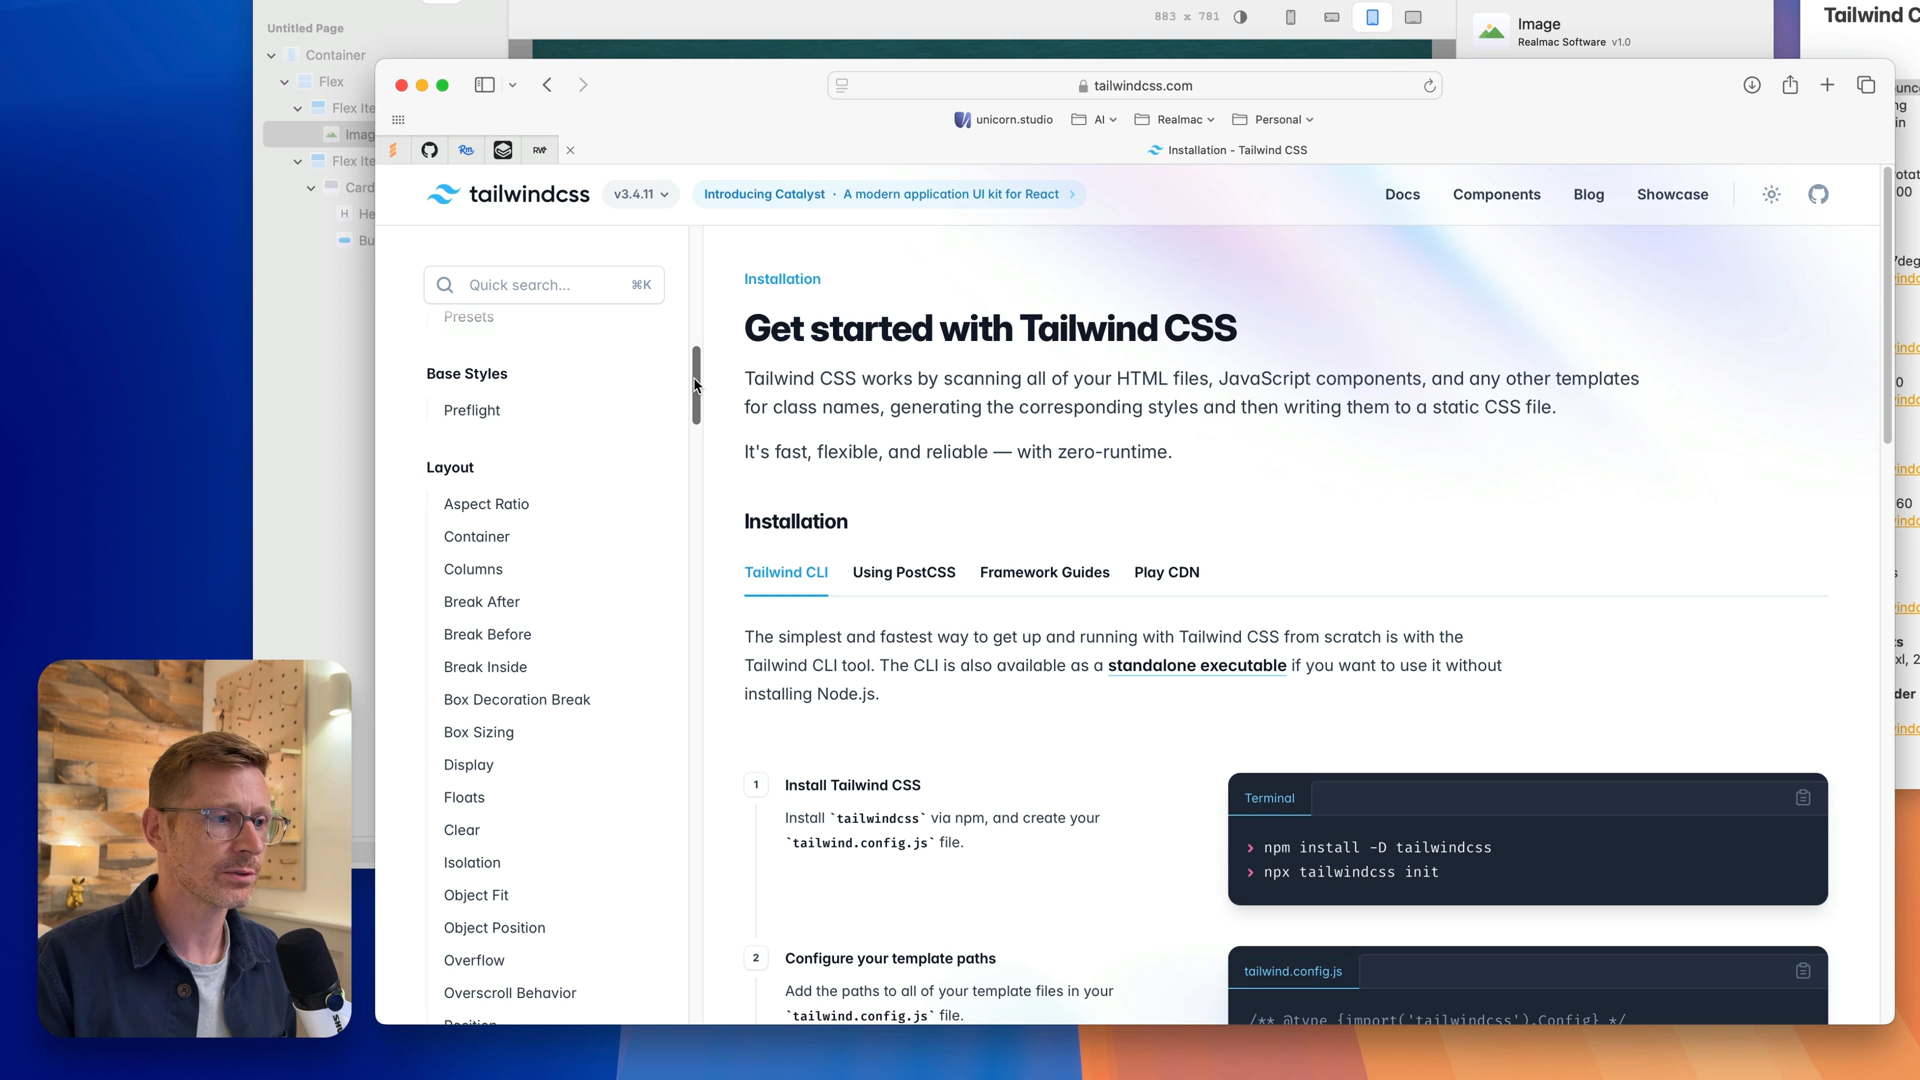 Untitled Page
883 x 781
Image
Realmac Software v1.0
Tailwind C
Container
Flex
Flex Ite
Imag
Flex Ite
Card
He
Bu
tailwindcss.com
unicorn.studio
AI
Realmac
Personal
Rm
RW
Installation - Tailwind CSS
tailwindcss
v3.4.11
Introducing Catalyst · A modern application UI kit for React
Docs
Components
Blog
Showcase
Quick search...
⌘K
Presets
Base Styles
Preflight
Layout
Aspect Ratio
Container
Columns
Break After
Break Before
Break Inside
Box Decoration Break
Box Sizing
Display
Floats
Clear
Isolation
Object Fit
Object Position
Overflow
Overscroll Behavior
Position
Installation
Get started with Tailwind CSS
Tailwind CSS works by scanning all of your HTML files, JavaScript components, and any other templates
for class names, generating the corresponding styles and then writing them to a static CSS file.
It's fast, flexible, and reliable — with zero-runtime.
Installation
Tailwind CLI
Using PostCSS
Framework Guides
Play CDN
The simplest and fastest way to get up and running with Tailwind CSS from scratch is with the
Tailwind CLI tool. The CLI is also available as a standalone executable if you want to use it without
installing Node.js.
1
Install Tailwind CSS
Install `tailwindcss` via npm, and create your
`tailwind.config.js` file.
Terminal
> npm install -D tailwindcss
> npx tailwindcss init
2
Configure your template paths
Add the paths to all of your template files in your
`tailwind.config.js` file.
tailwind.config.js
/** @type {import('tailwindcss').Config} */